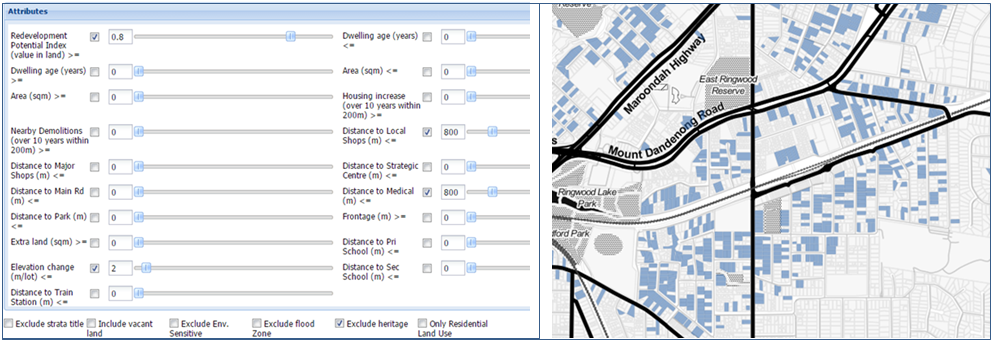 Attributes
Redevelopment
Potential Index
(value in land) >=
0.8
Dwelling age (years)
<=
0
Dwelling age (years)
>=
0
Area (sqm) <=
0
Area (sqm) >=
0
Housing increase
(over 10 years within
200m) >=
0
Nearby Demolitions
(over 10 years within
200m) >=
0
Distance to Local
Shops (m) <=
800
Distance to Major
Shops (m) <=
0
Distance to Strategic
Centre (m) <=
0
Distance to Main Rd
(m) <=
0
Distance to Medical
(m) <=
800
Distance to Park (m)
<=
0
Frontage (m) >=
0
Extra land (sqm) >=
0
Distance to Pri
School (m) <=
0
Elevation change
(m/lot) <=
2
Distance to Sec
School (m) <=
0
Distance to Train
Station (m) <=
0
Exclude strata title
Include vacant
land
Exclude Env.
Sensitive
Exclude flood
Zone
Exclude heritage
Only Residential
Land Use
Reserve
Maroondah Highway
East Ringwood
Reserve
Mount Dandenong Road
s
Ringwood Lake
Park
dford Park